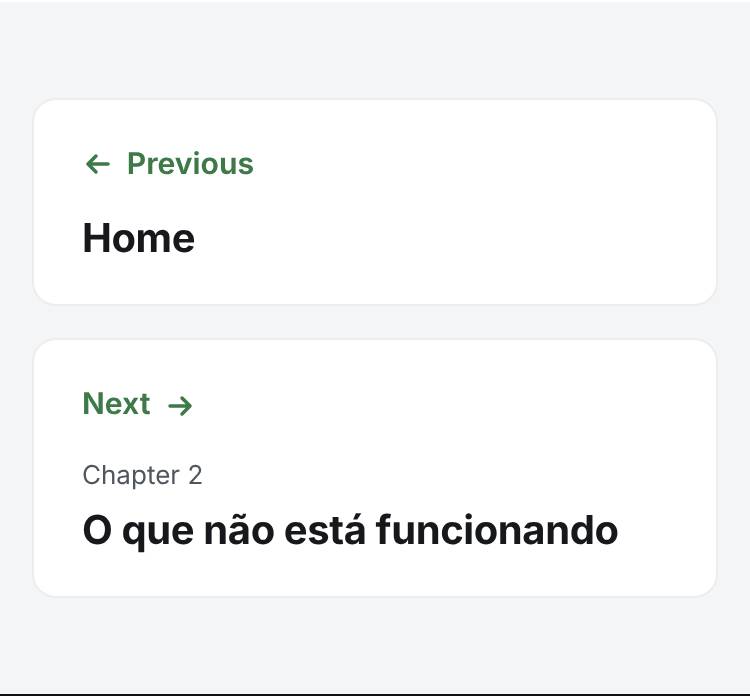 ← Previous
Home
Next →
Chapter 2
O que não está funcionando